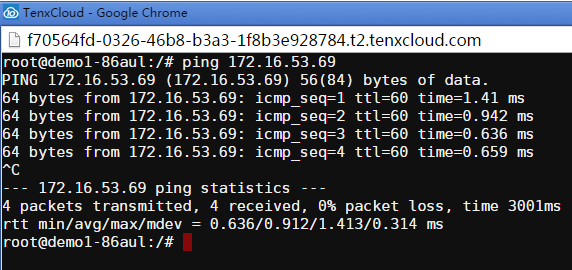 TenxCloud - Google Chrome
f70564fd-0326-46b8-b3a3-1f8b3e928784.t2.tenxcloud.com
root@demo1-86aul:/# ping 172.16.53.69
PING 172.16.53.69 (172.16.53.69) 56(84) bytes of data.
64 bytes from 172.16.53.69: icmp_seq=1 ttl=60 time=1.41 ms
64 bytes from 172.16.53.69: icmp_seq=2 ttl=60 time=0.942 ms
64 bytes from 172.16.53.69: icmp_seq=3 ttl=60 time=0.636 ms
64 bytes from 172.16.53.69: icmp_seq=4 ttl=60 time=0.659 ms
^C
--- 172.16.53.69 ping statistics ---
4 packets transmitted, 4 received, 0% packet loss, time 3001ms
rtt min/avg/max/mdev = 0.636/0.912/1.413/0.314 ms
root@demo1-86aul:/#